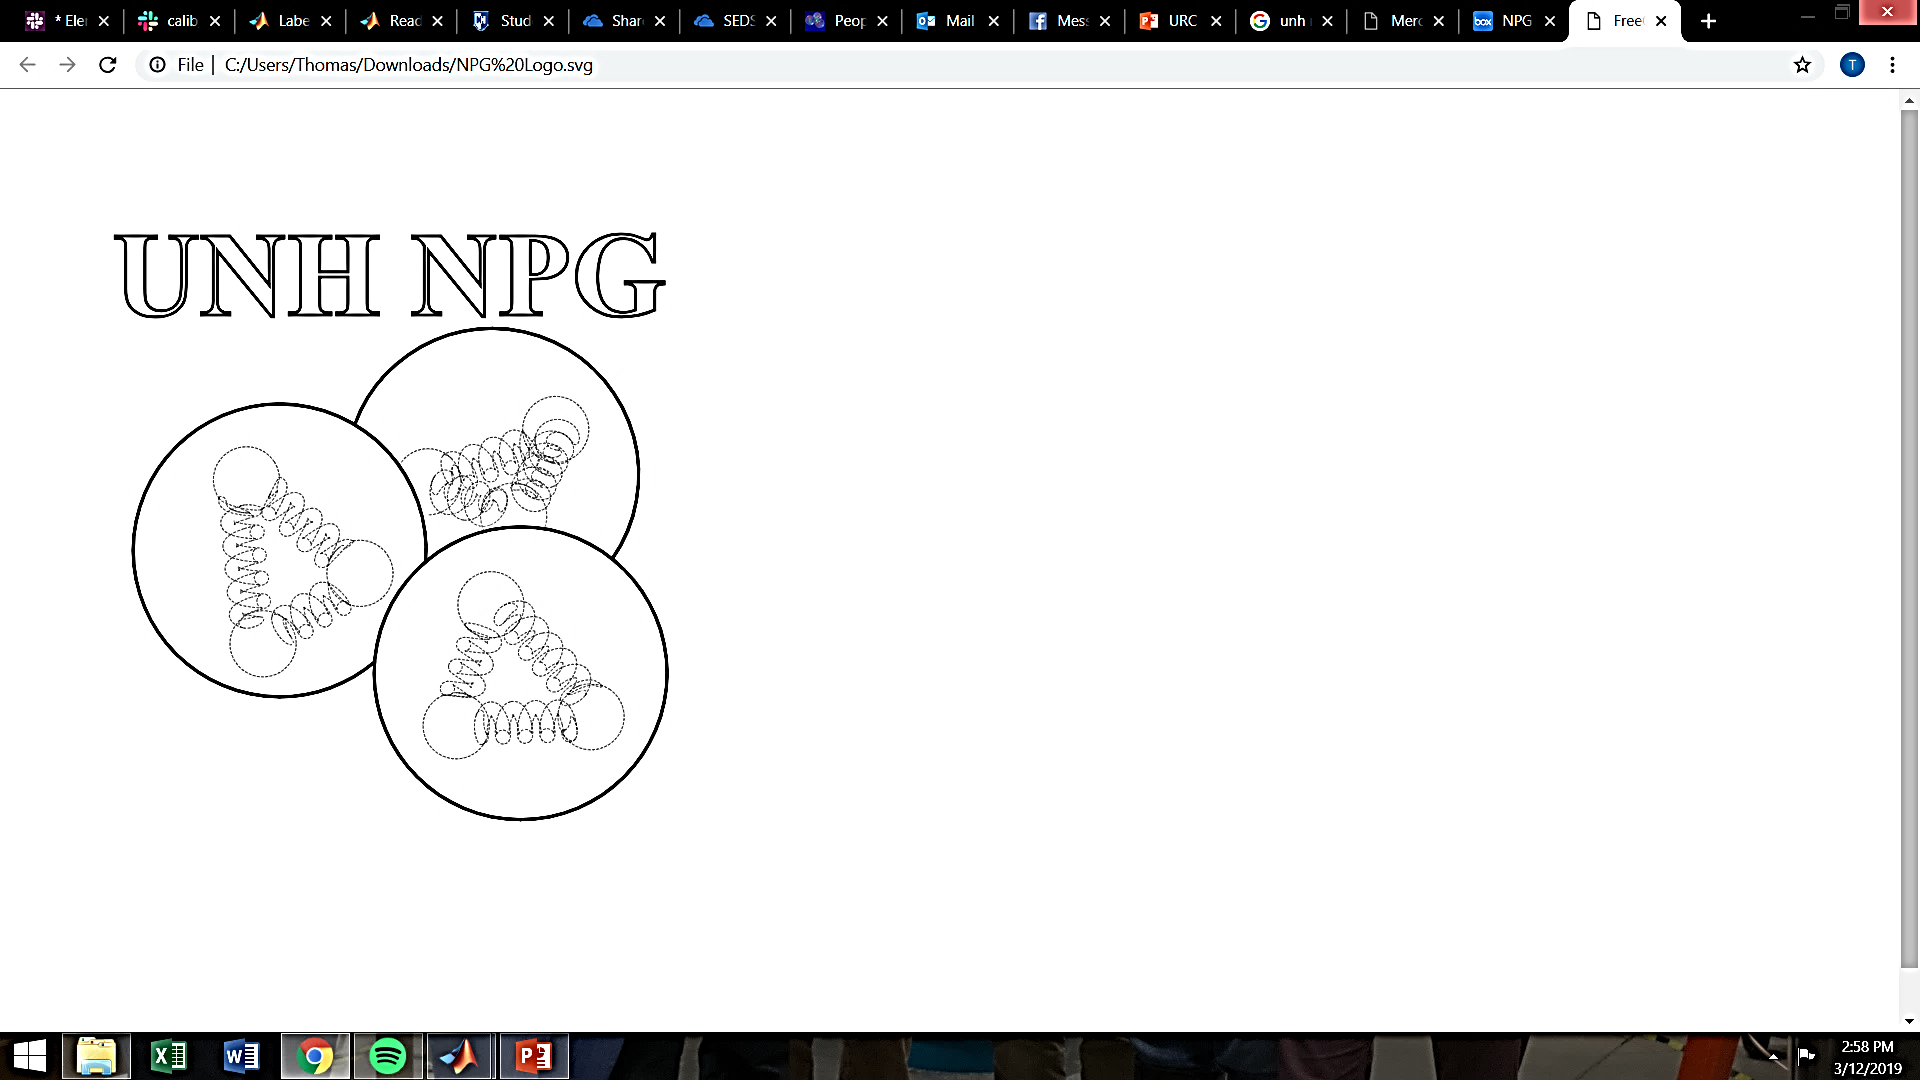 * Eler calib Labe Read Stud Shar SEDS Peop Mail Mess URC unh Merc NPG Free
File | C:/Users/Thomas/Downloads/NPG%20Logo.svg
T
UNH NPG
2:58 PM
3/12/2019